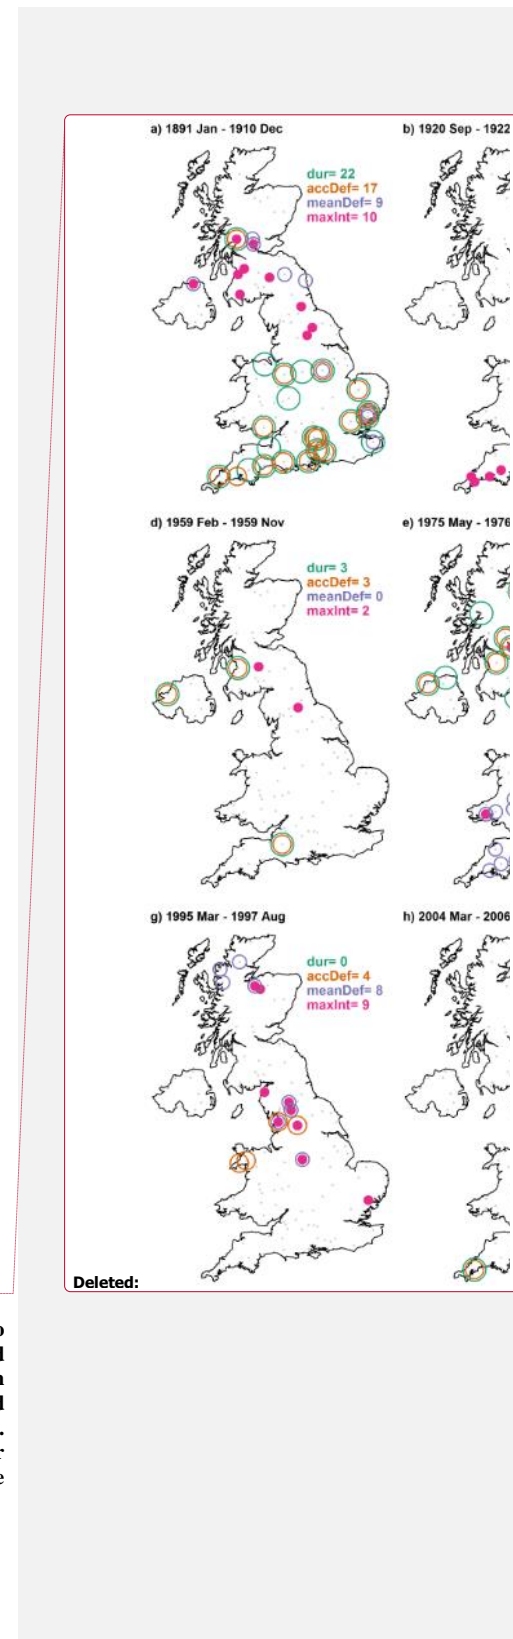 a) 1891 Jan - 1910 Dec
dur= 22
accDef= 17
meanDef= 9
maxInt= 10
b) 1920 Sep - 1922
d) 1959 Feb - 1959 Nov
dur= 3
accDef= 3
meanDef= 0
maxInt= 2
e) 1975 May - 1976
g) 1995 Mar - 1997 Aug
dur= 0
accDef= 4
meanDef= 8
maxInt= 9
h) 2004 Mar - 2006
Deleted: